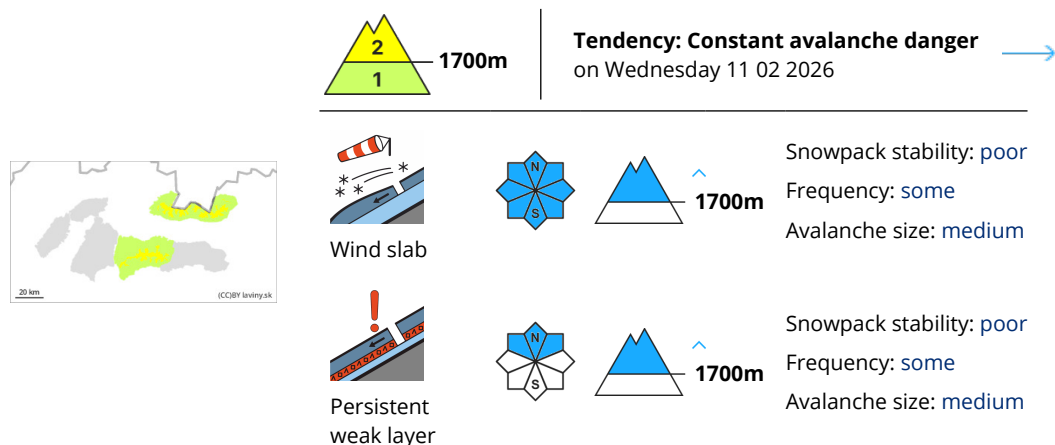 2
1
1700m
Tendency: Constant avalanche danger
on Wednesday 11 02 2026
20 km
(CC)BY laviny.sk
Wind slab
N
S
1700m
Snowpack stability: poor
Frequency: some
Avalanche size: medium
Persistent
weak layer
N
S
1700m
Snowpack stability: poor
Frequency: some
Avalanche size: medium